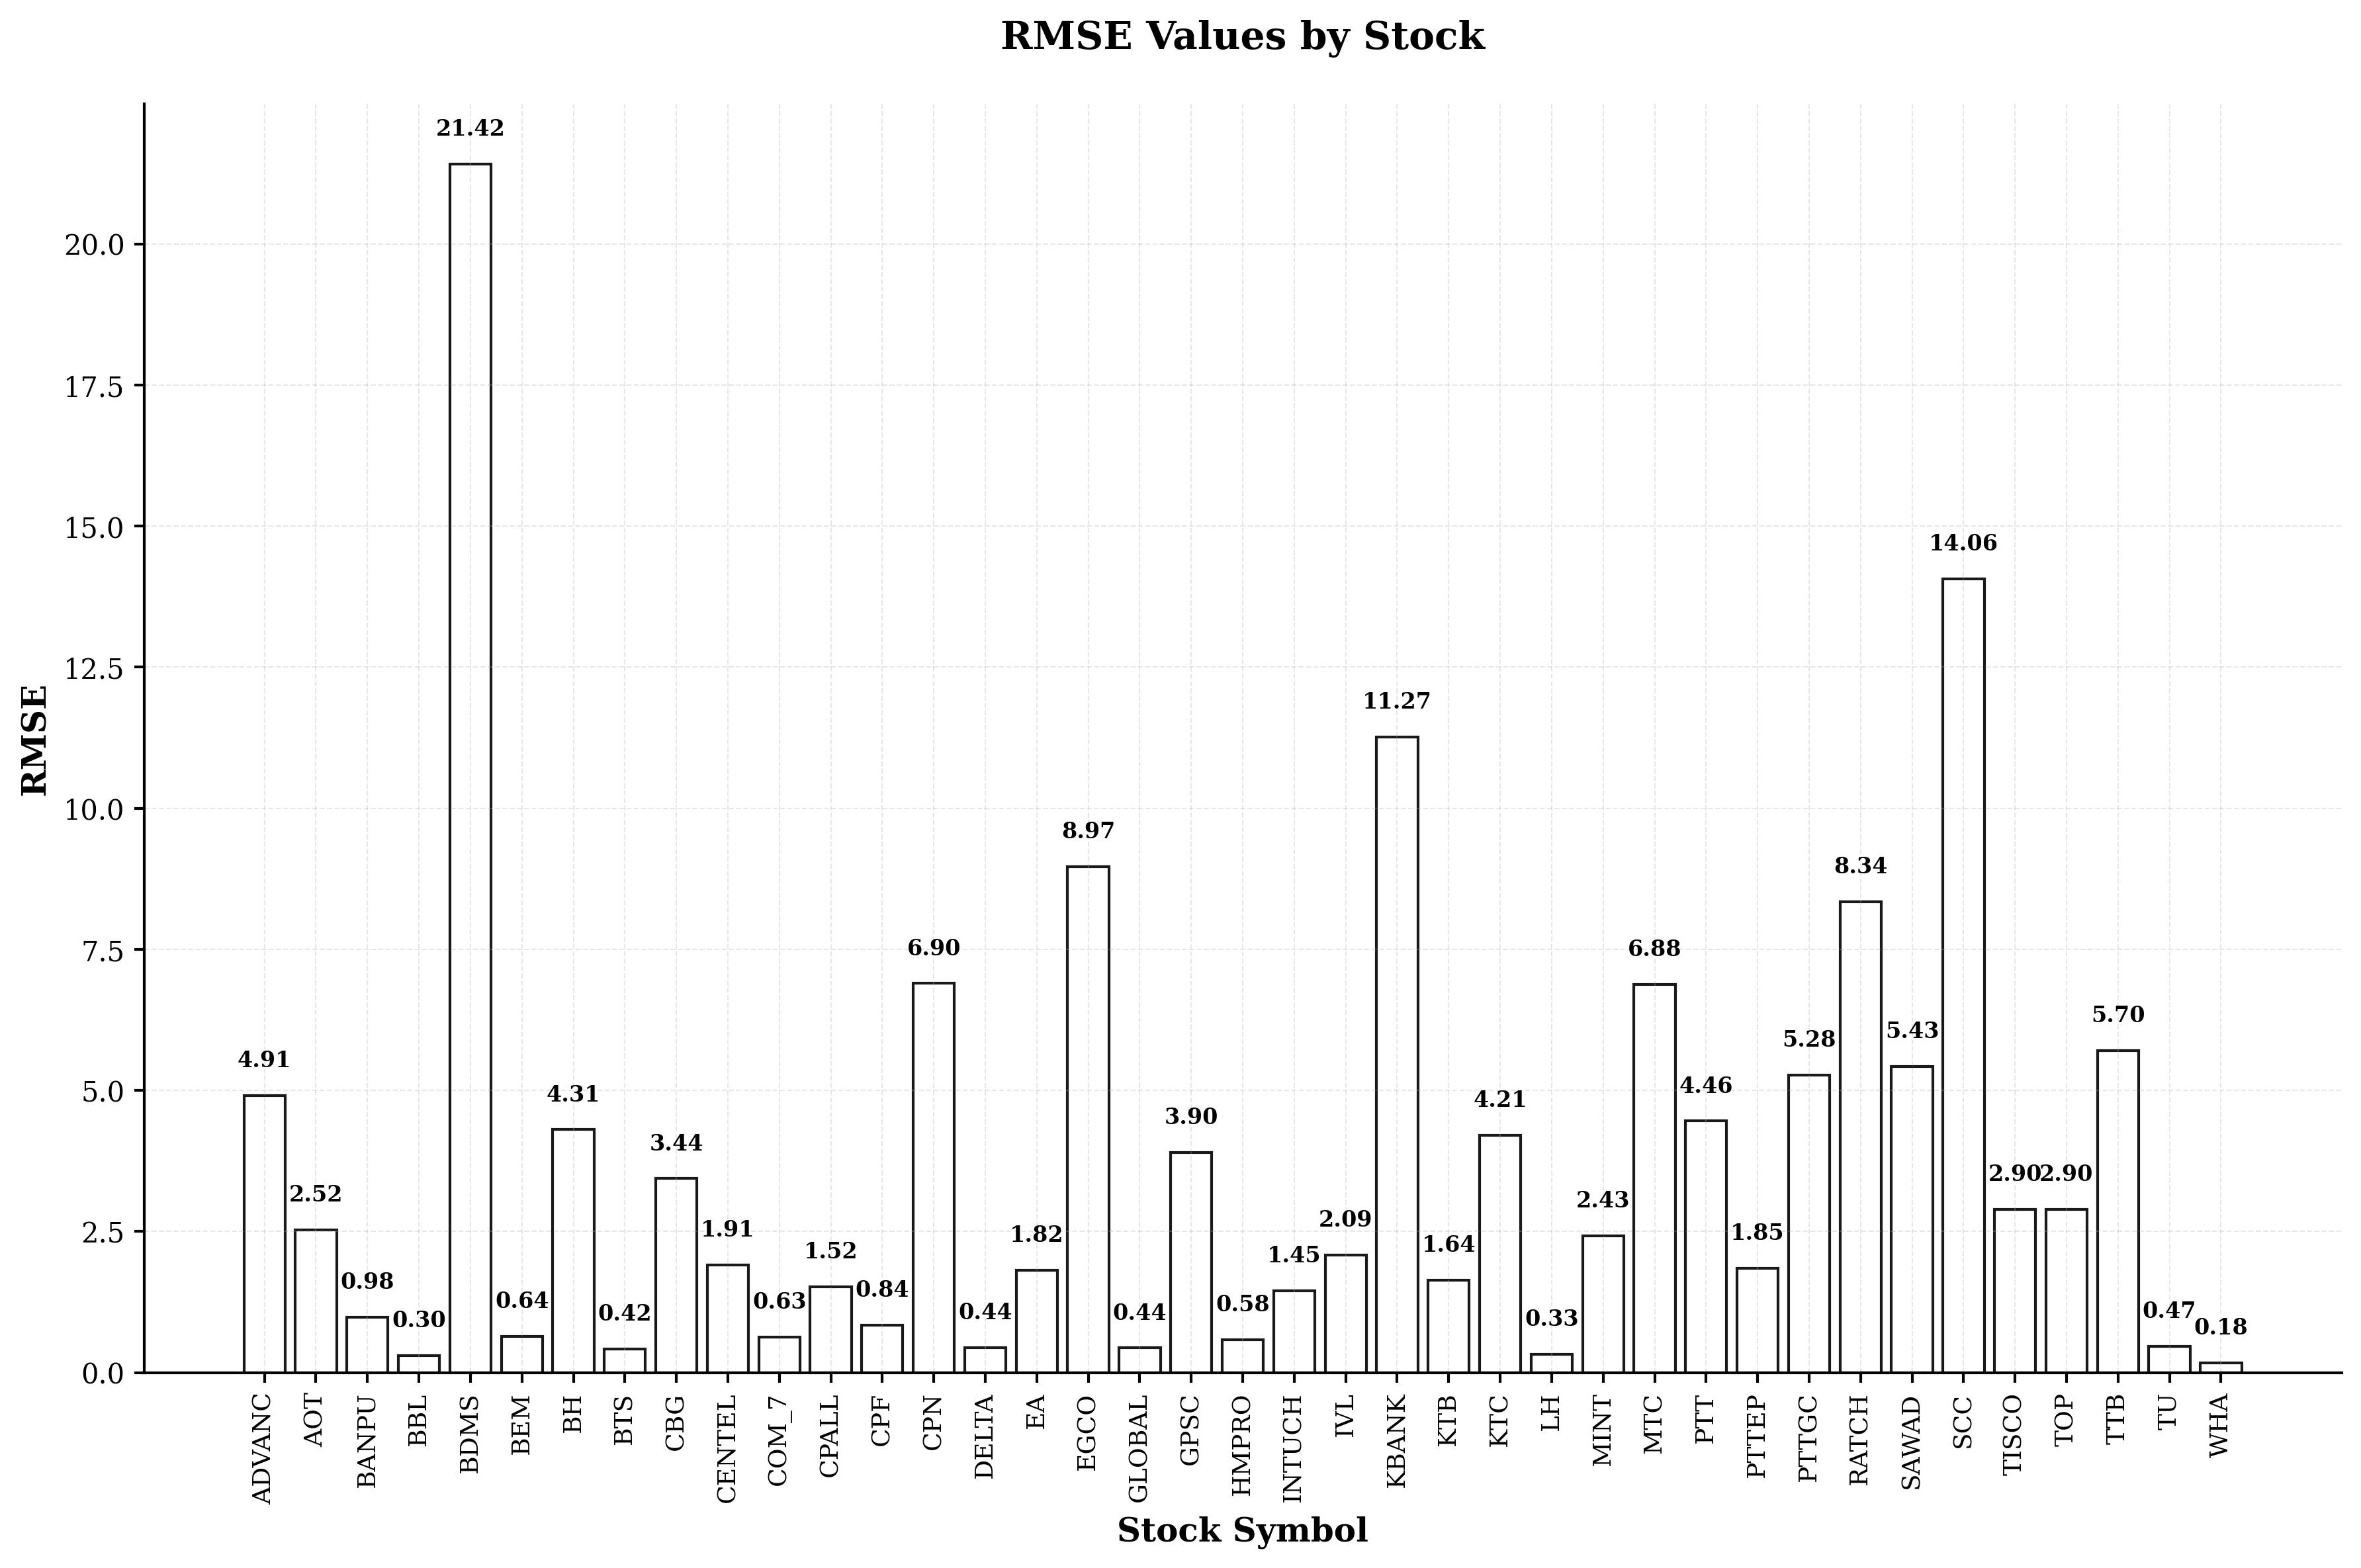 RMSE Values by Stock
RMSE
20.0
17.5
15.0
12.5
10.0
7.5
5.0
2.5
0.0
4.91
2.52
0.98
0.30
21.42
0.64
4.31
0.42
3.44
1.91
0.63
1.52
0.84
6.90
0.44
1.82
8.97
0.44
3.90
0.58
1.45
2.09
11.27
1.64
4.21
0.33
2.43
6.88
4.46
1.85
5.28
8.34
5.43
14.06
2.90
2.90
5.70
0.47
0.18
ADVANC
AOT
BANPU
BBL
BDMS
BEM
BH
BTS
CBG
CENTEL
COM_7
CPALL
CPF
CPN
DELTA
EA
EGCO
GLOBAL
GPSC
HMPRO
INTUCH
IVL
KBANK
KTB
KTC
LH
MINT
MTC
PTT
PTTEP
PTTGC
RATCH
SAWAD
SCC
TISCO
TOP
TTB
TU
WHA
Stock Symbol